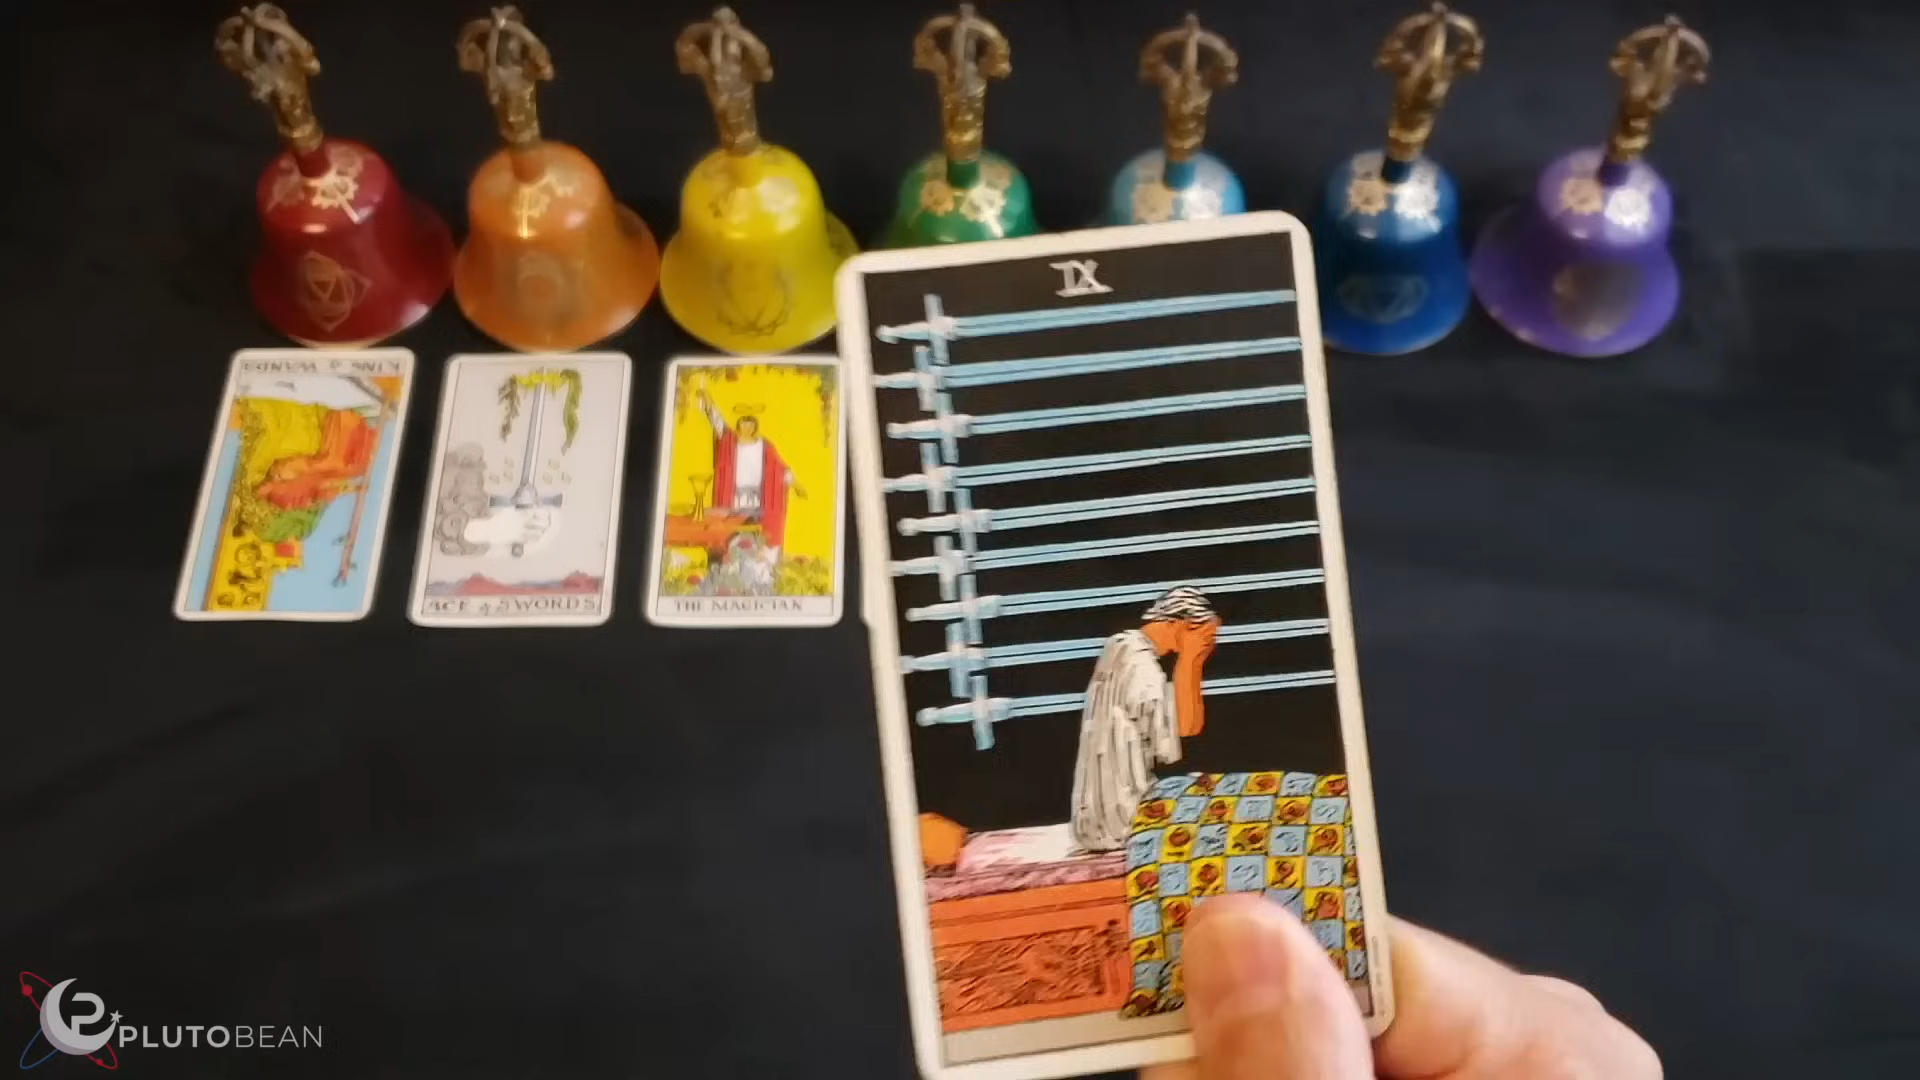 IX
KING of WANDS
ACE of SWORDS
THE MAGICIAN
PLUTOBEAN